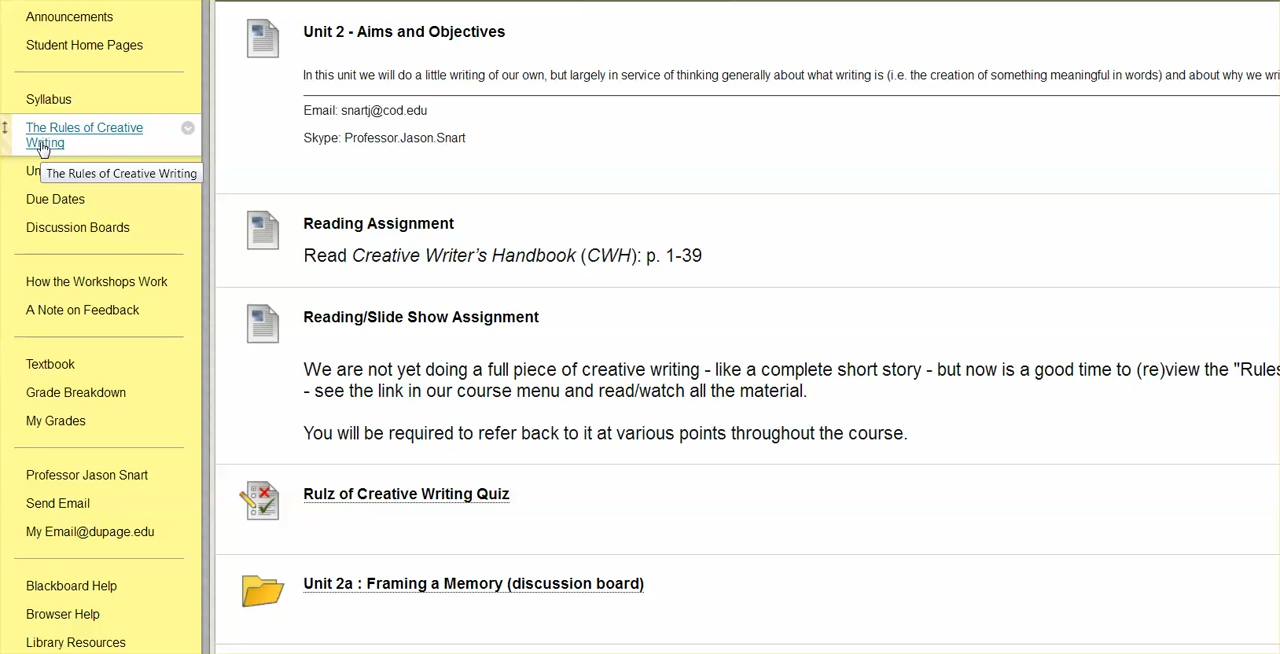 Announcements
Student Home Pages
Syllabus
The Rules of Creative
Writing
The Rules of Creative Writing
Un
Due Dates
Discussion Boards
How the Workshops Work
A Note on Feedback
Textbook
Grade Breakdown
My Grades
Professor Jason Snart
Send Email
My Email@dupage.edu
Blackboard Help
Browser Help
Library Resources
Unit 2 - Aims and Objectives
In this unit we will do a little writing of our own, but largely in service of thinking generally about what writing is (i.e. the creation of something meaningful in words) and about why we wri
Email: snartj@cod.edu
Skype: Professor.Jason.Snart
Reading Assignment
Read Creative Writer's Handbook (CWH): p. 1-39
Reading/Slide Show Assignment
We are not yet doing a full piece of creative writing - like a complete short story - but now is a good time to (re)view the "Rules
- see the link in our course menu and read/watch all the material.
You will be required to refer back to it at various points throughout the course.
Rulz of Creative Writing Quiz
Unit 2a : Framing a Memory (discussion board)